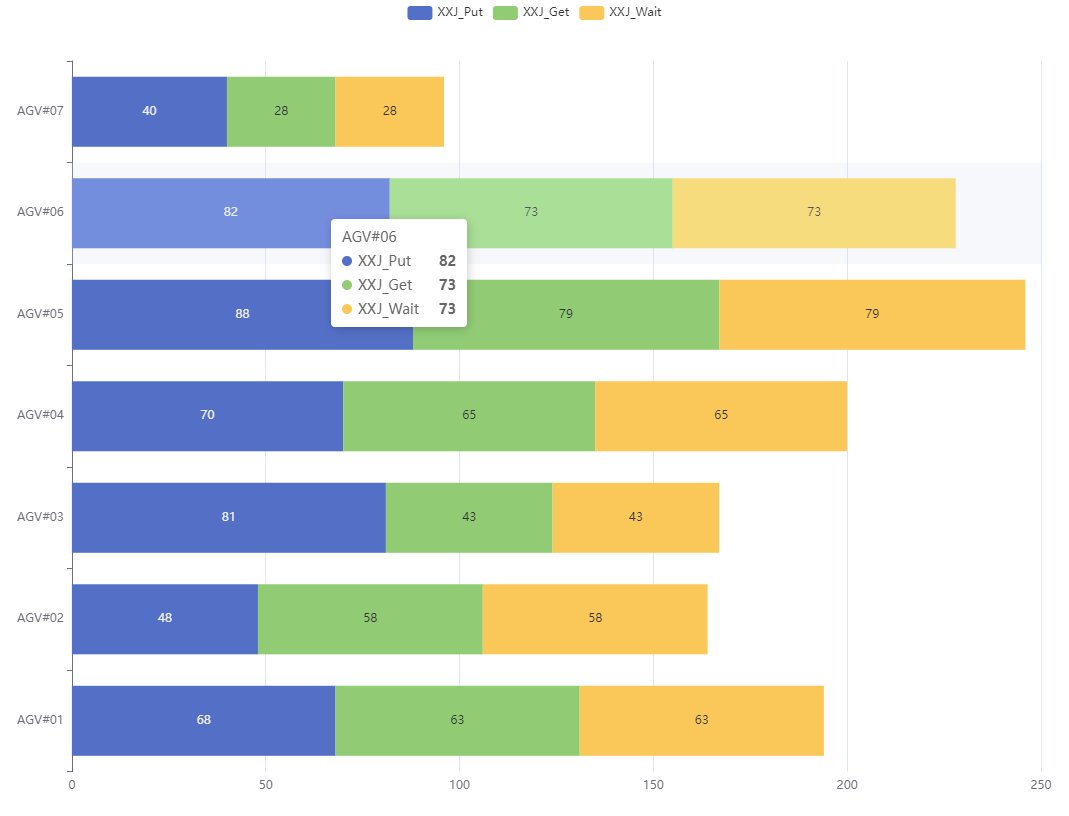 XXJ_Put XXJ_Get XXJ_Wait
AGV#07 40 28 28
AGV#06 82 73 73
AGV#06
XXJ_Put 82
XXJ_Get 73
XXJ_Wait 73
AGV#05 88 79 79
AGV#04 70 65 65
AGV#03 81 43 43
AGV#02 48 58 58
AGV#01 68 63 63
0 50 100 150 200 250